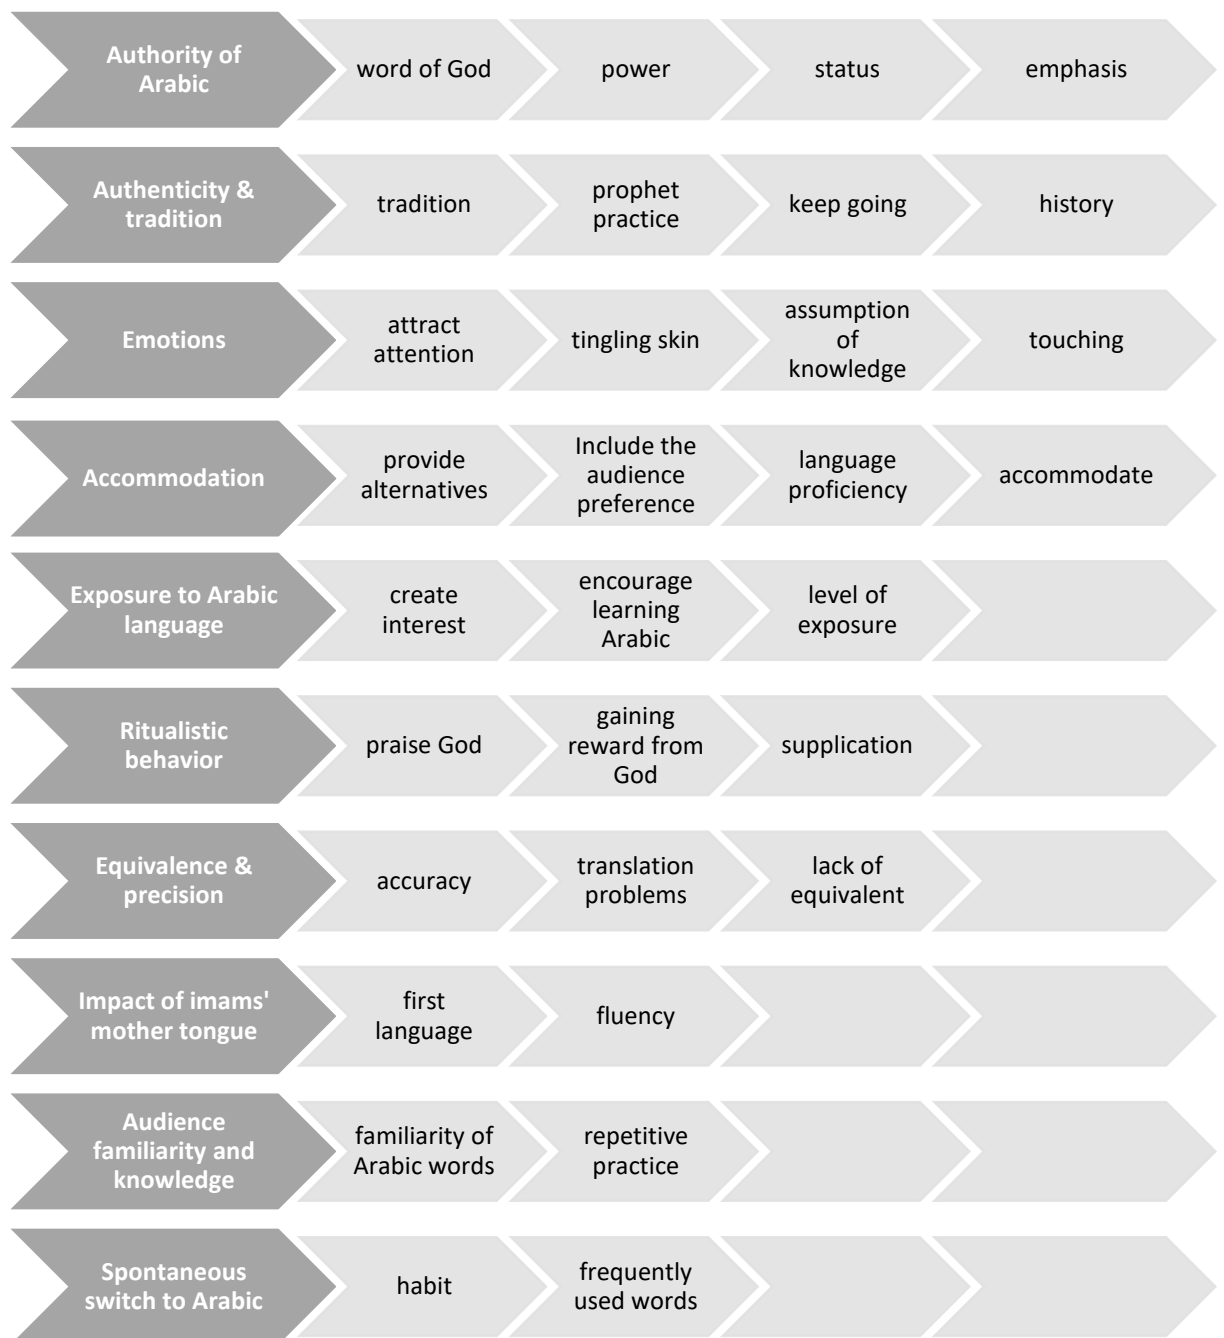 Authority of
Arabic
word of God
power
status
emphasis
Authenticity &
tradition
tradition
prophet
practice
keep going
history
Emotions
attract
attention
tingling skin
assumption
of
knowledge
touching
Accommodation
provide
alternatives
Include the
audience
preference
language
proficiency
accommodate
Exposure to Arabic
language
create
interest
encourage
learning
Arabic
level of
exposure
Ritualistic
behavior
praise God
gaining
reward from
God
supplication
Equivalence &
precision
accuracy
translation
problems
lack of
equivalent
Impact of imams'
mother tongue
first
language
fluency
Audience
familiarity and
knowledge
familiarity of
Arabic words
repetitive
practice
Spontaneous
switch to Arabic
habit
frequently
used words